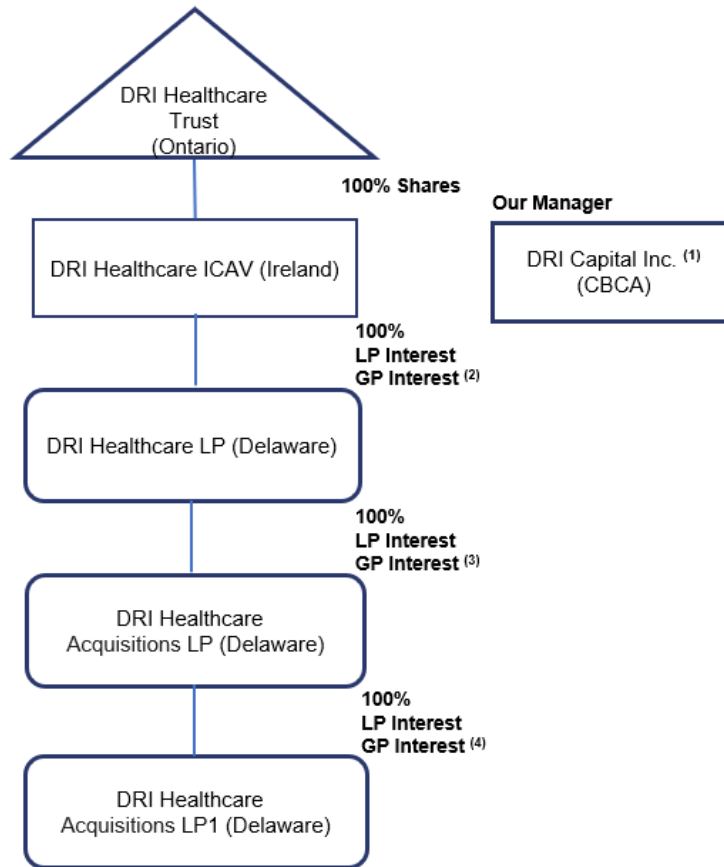 DRI Healthcare
Trust
(Ontario)
100% Shares
Our Manager
DRI Healthcare ICAV (Ireland)
DRI Capital Inc. (1)
(CBCA)
100%
LP Interest
GP Interest (2)
DRI Healthcare LP (Delaware)
100%
LP Interest
GP Interest (3)
DRI Healthcare
Acquisitions LP (Delaware)
100%
LP Interest
GP Interest (4)
DRI Healthcare
Acquisitions LP1 (Delaware)